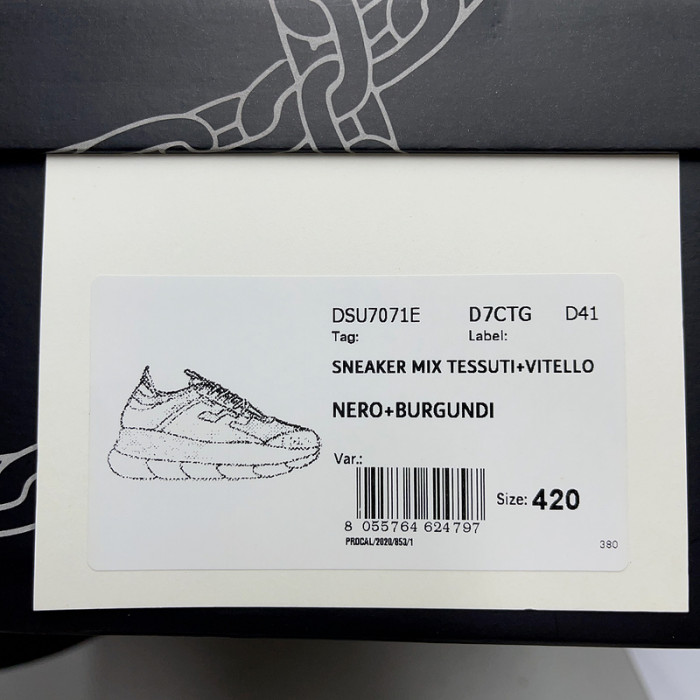 DSU7071E D7CTG D41
Tag: Label:
SNEAKER MIX TESSUTI+VITELLO
NERO+BURGUNDI
Var.:
Size: 420
8 055764 624797
PROCAL/2020/853/1
380